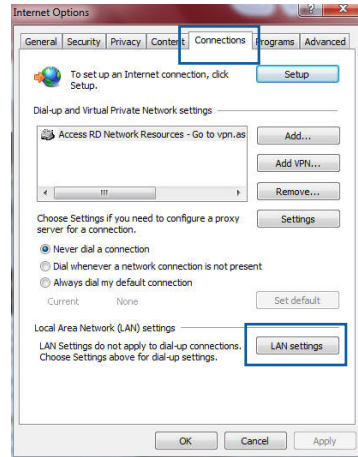 Internet Options
General Security Privacy Content Connections Programs Advanced
To set up an Internet connection, click Setup.
Setup
Dial-up and Virtual Private Network settings
Access RD Network Resources - Go to vpn.as
Add...
Add VPN...
Remove...
Choose Settings if you need to configure a proxy
server for a connection.
Settings
Never dial a connection
Dial whenever a network connection is not present
Always dial my default connection
Current None
Set default
Local Area Network (LAN) settings
LAN Settings do not apply to dial-up connections.
Choose Settings above for dial-up settings.
LAN settings
OK Cancel Apply